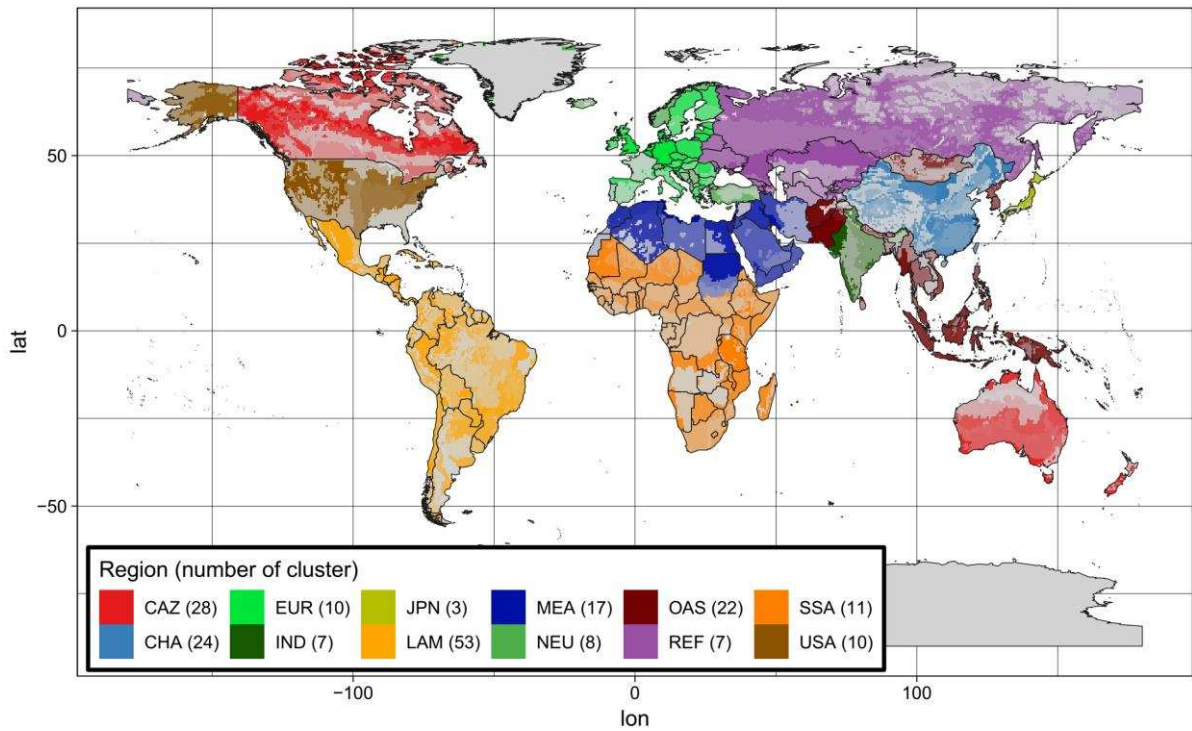 50
0
−50
lat
Region (number of cluster)
CAZ (28) EUR (10) JPN (3) MEA (17) OAS (22) SSA (11)
CHA (24) IND (7) LAM (53) NEU (8) REF (7) USA (10)
−100 0 100
lon